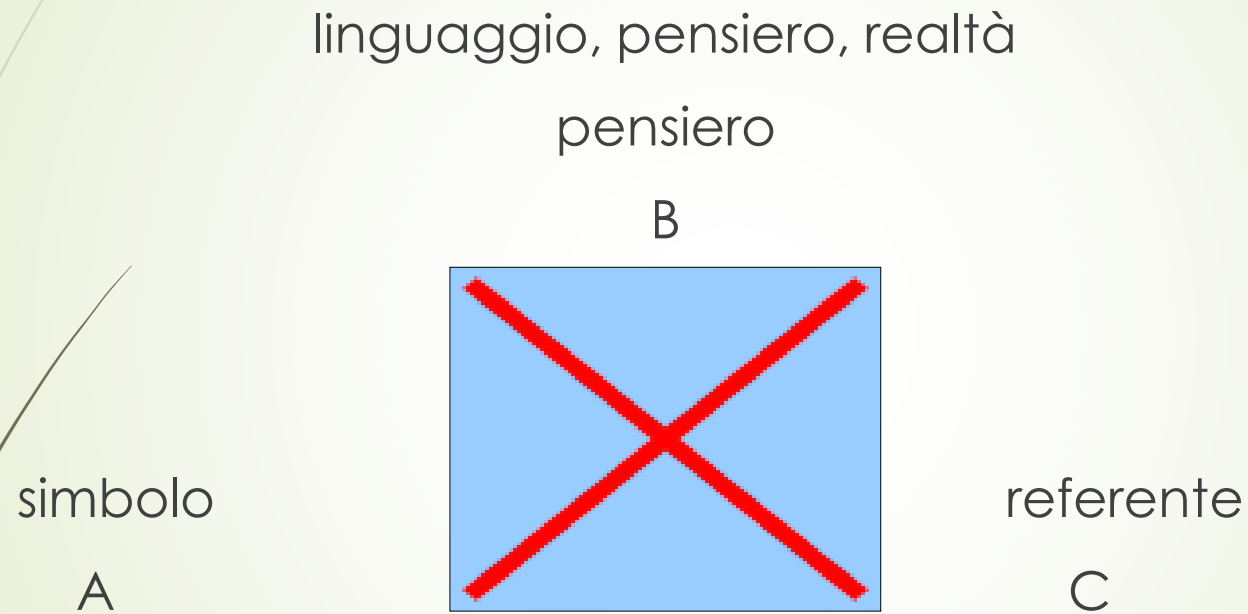 linguaggio, pensiero, realtà
pensiero
B
simbolo
referente
A
C